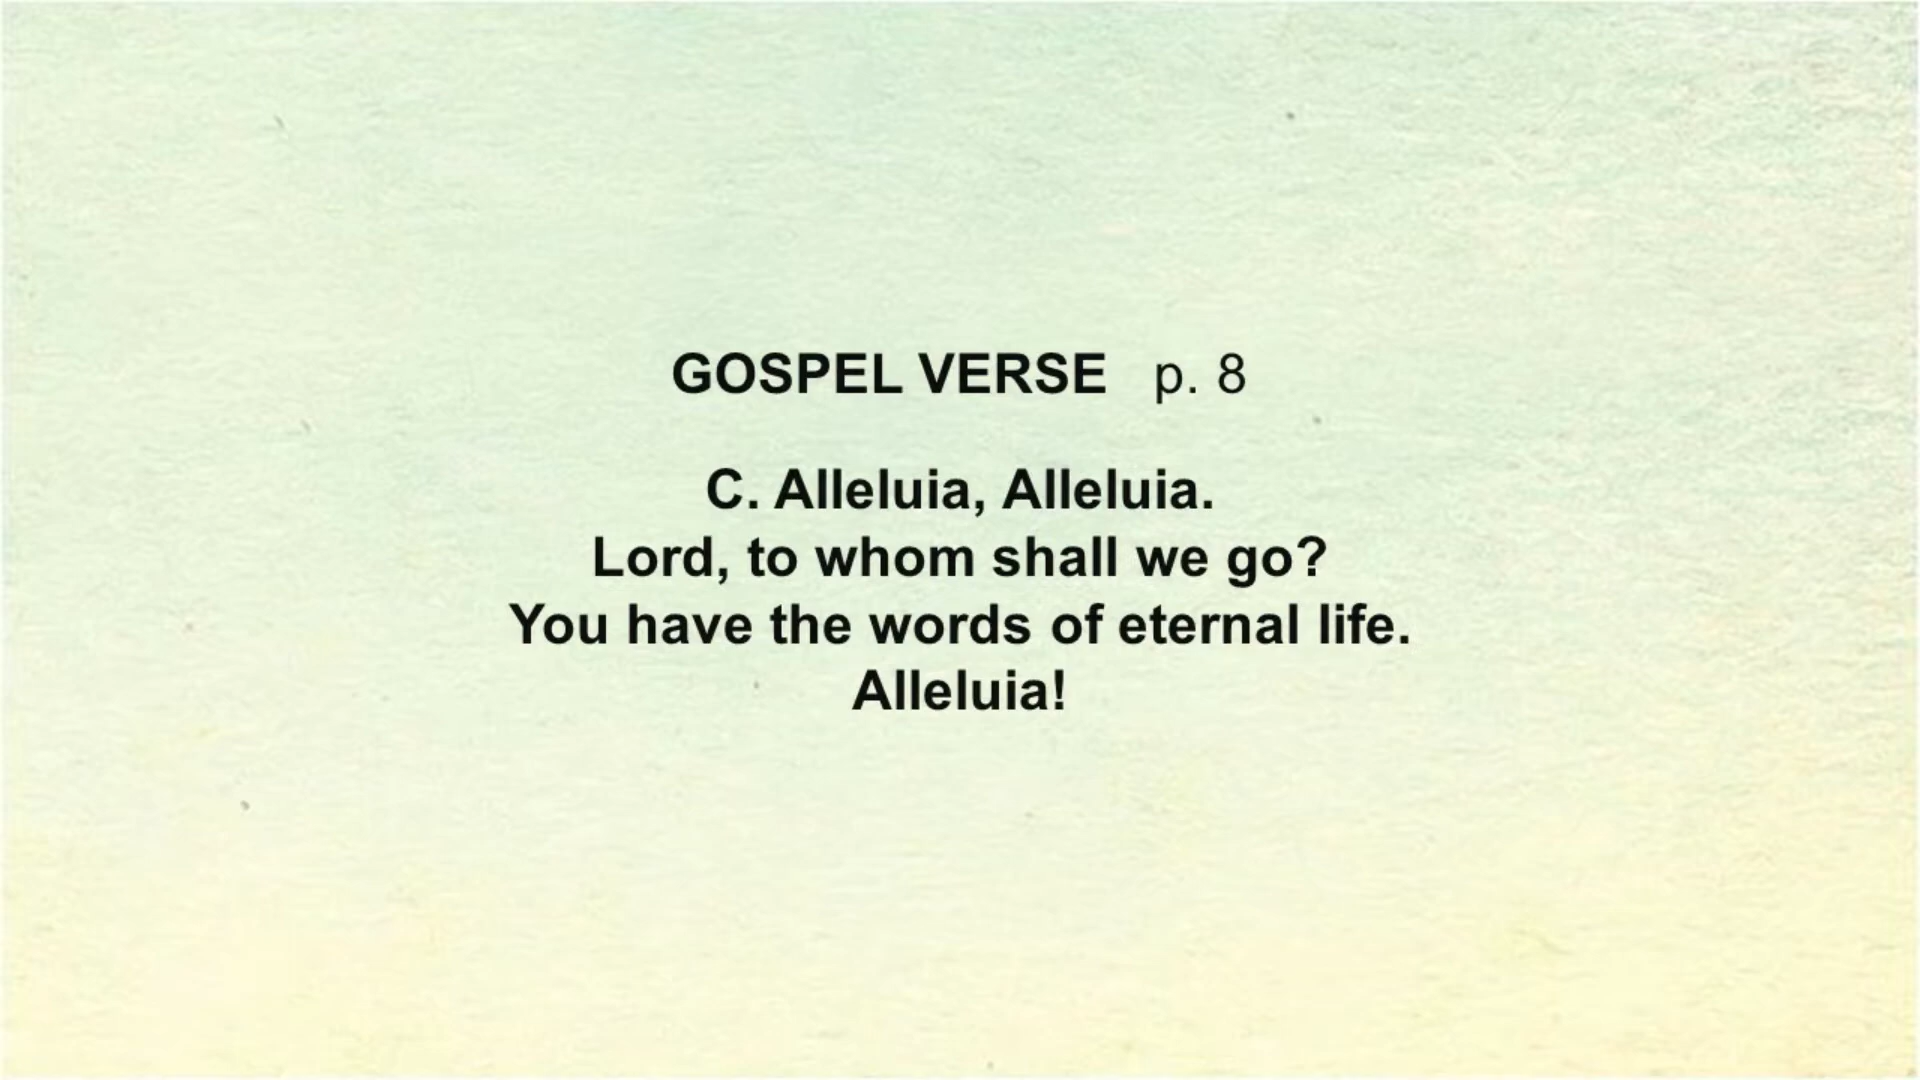 GOSPEL VERSE p. 8
C. Alleluia, Alleluia.
Lord, to whom shall we go?
You have the words of eternal life.
Alleluia!